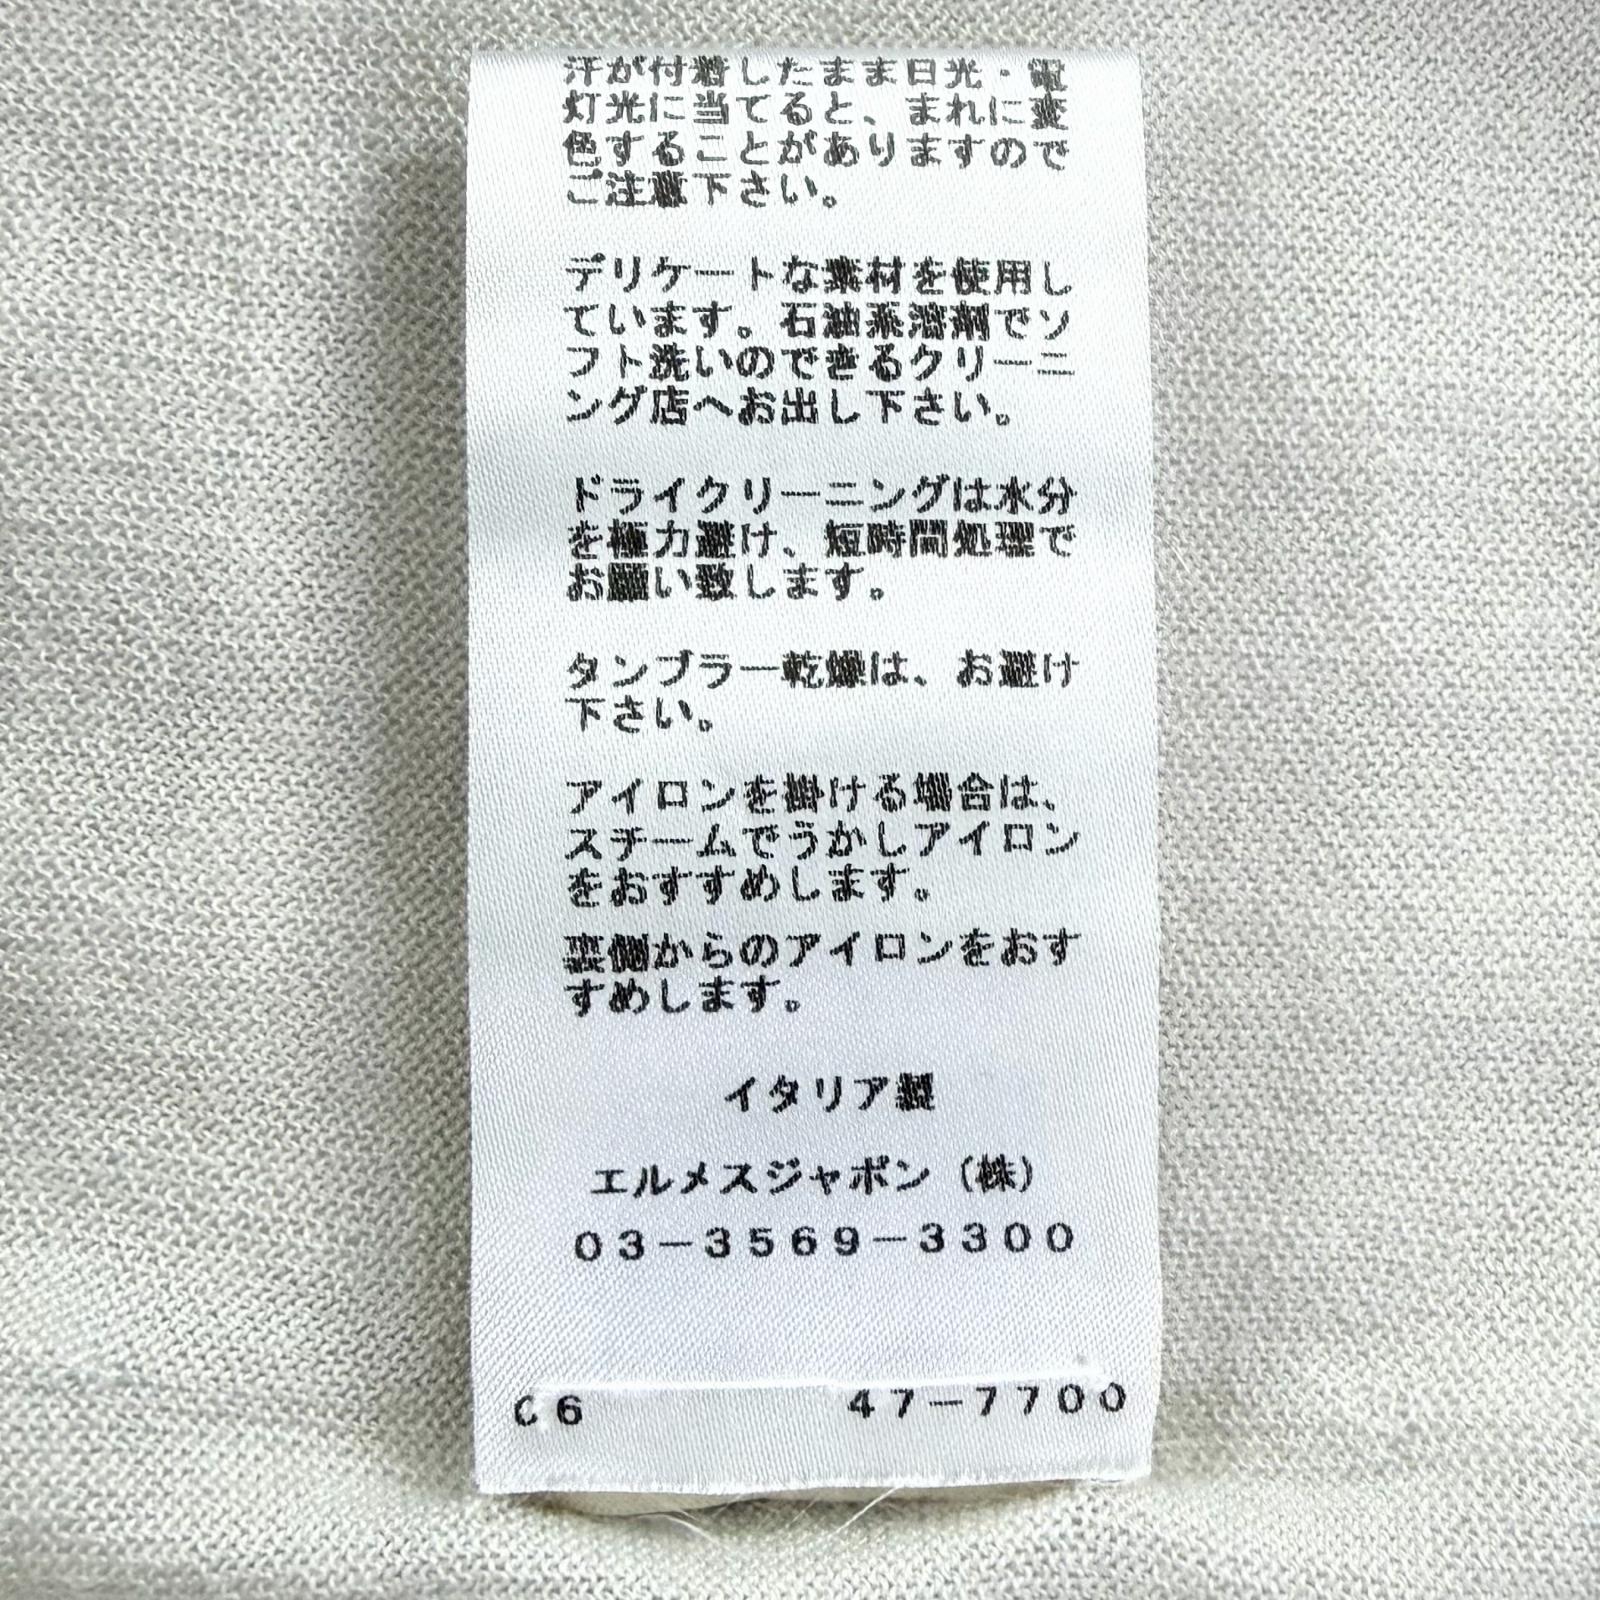 汗が付着したまま日光・電
灯光に当てると、まれに変
色することがありますので
ご注意下さい。
デリケートな素材を使用し
ています。石油系溶剤でソ
フト洗いのできるクリーニ
ング店へお出し下さい。
ドライクリーニングは水分
を極力避け、短時間処理で
お願い致します。
タンブラー乾燥は、お避け
下さい。
アイロンを掛ける場合は、
スチームでうかしアイロン
をおすすめします。
裏側からのアイロンをおす
すめします。
イタリア製
エルメスジャポン（株）
03-3569-3300
C6 47-7700